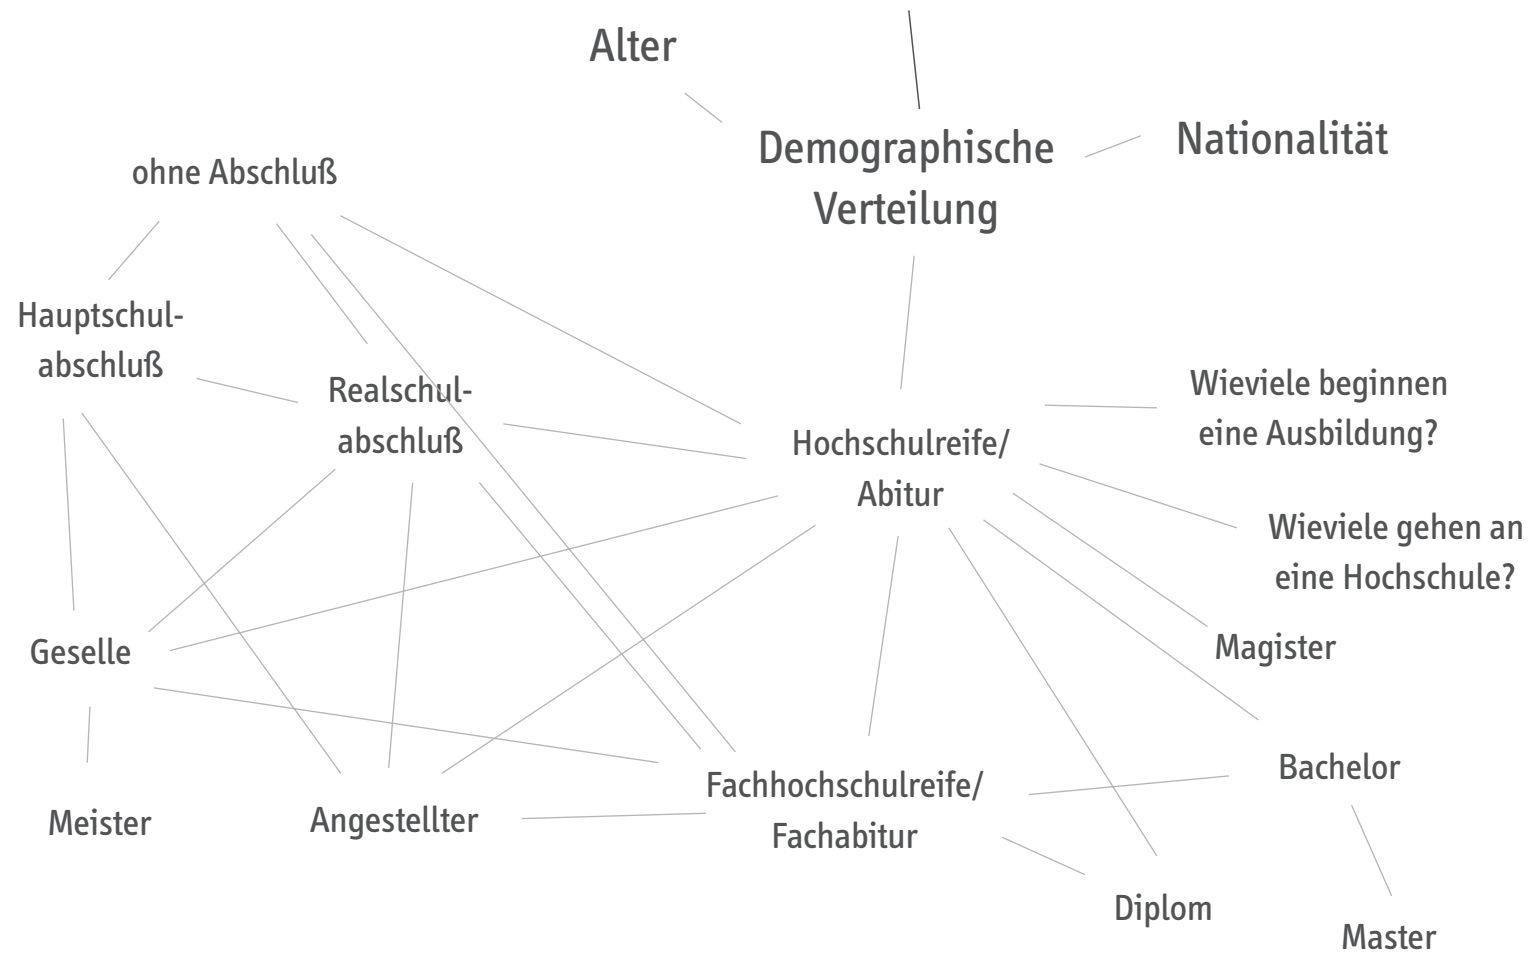 Alter
Demographische
Verteilung
Nationalität
ohne Abschluß
Hauptschul-
abschluß
Realschul-
abschluß
Hochschulreife/
Abitur
Wieviele beginnen
eine Ausbildung?
Wieviele gehen an
eine Hochschule?
Geselle
Magister
Meister
Angestellter
Fachhochschulreife/
Fachabitur
Bachelor
Diplom
Master